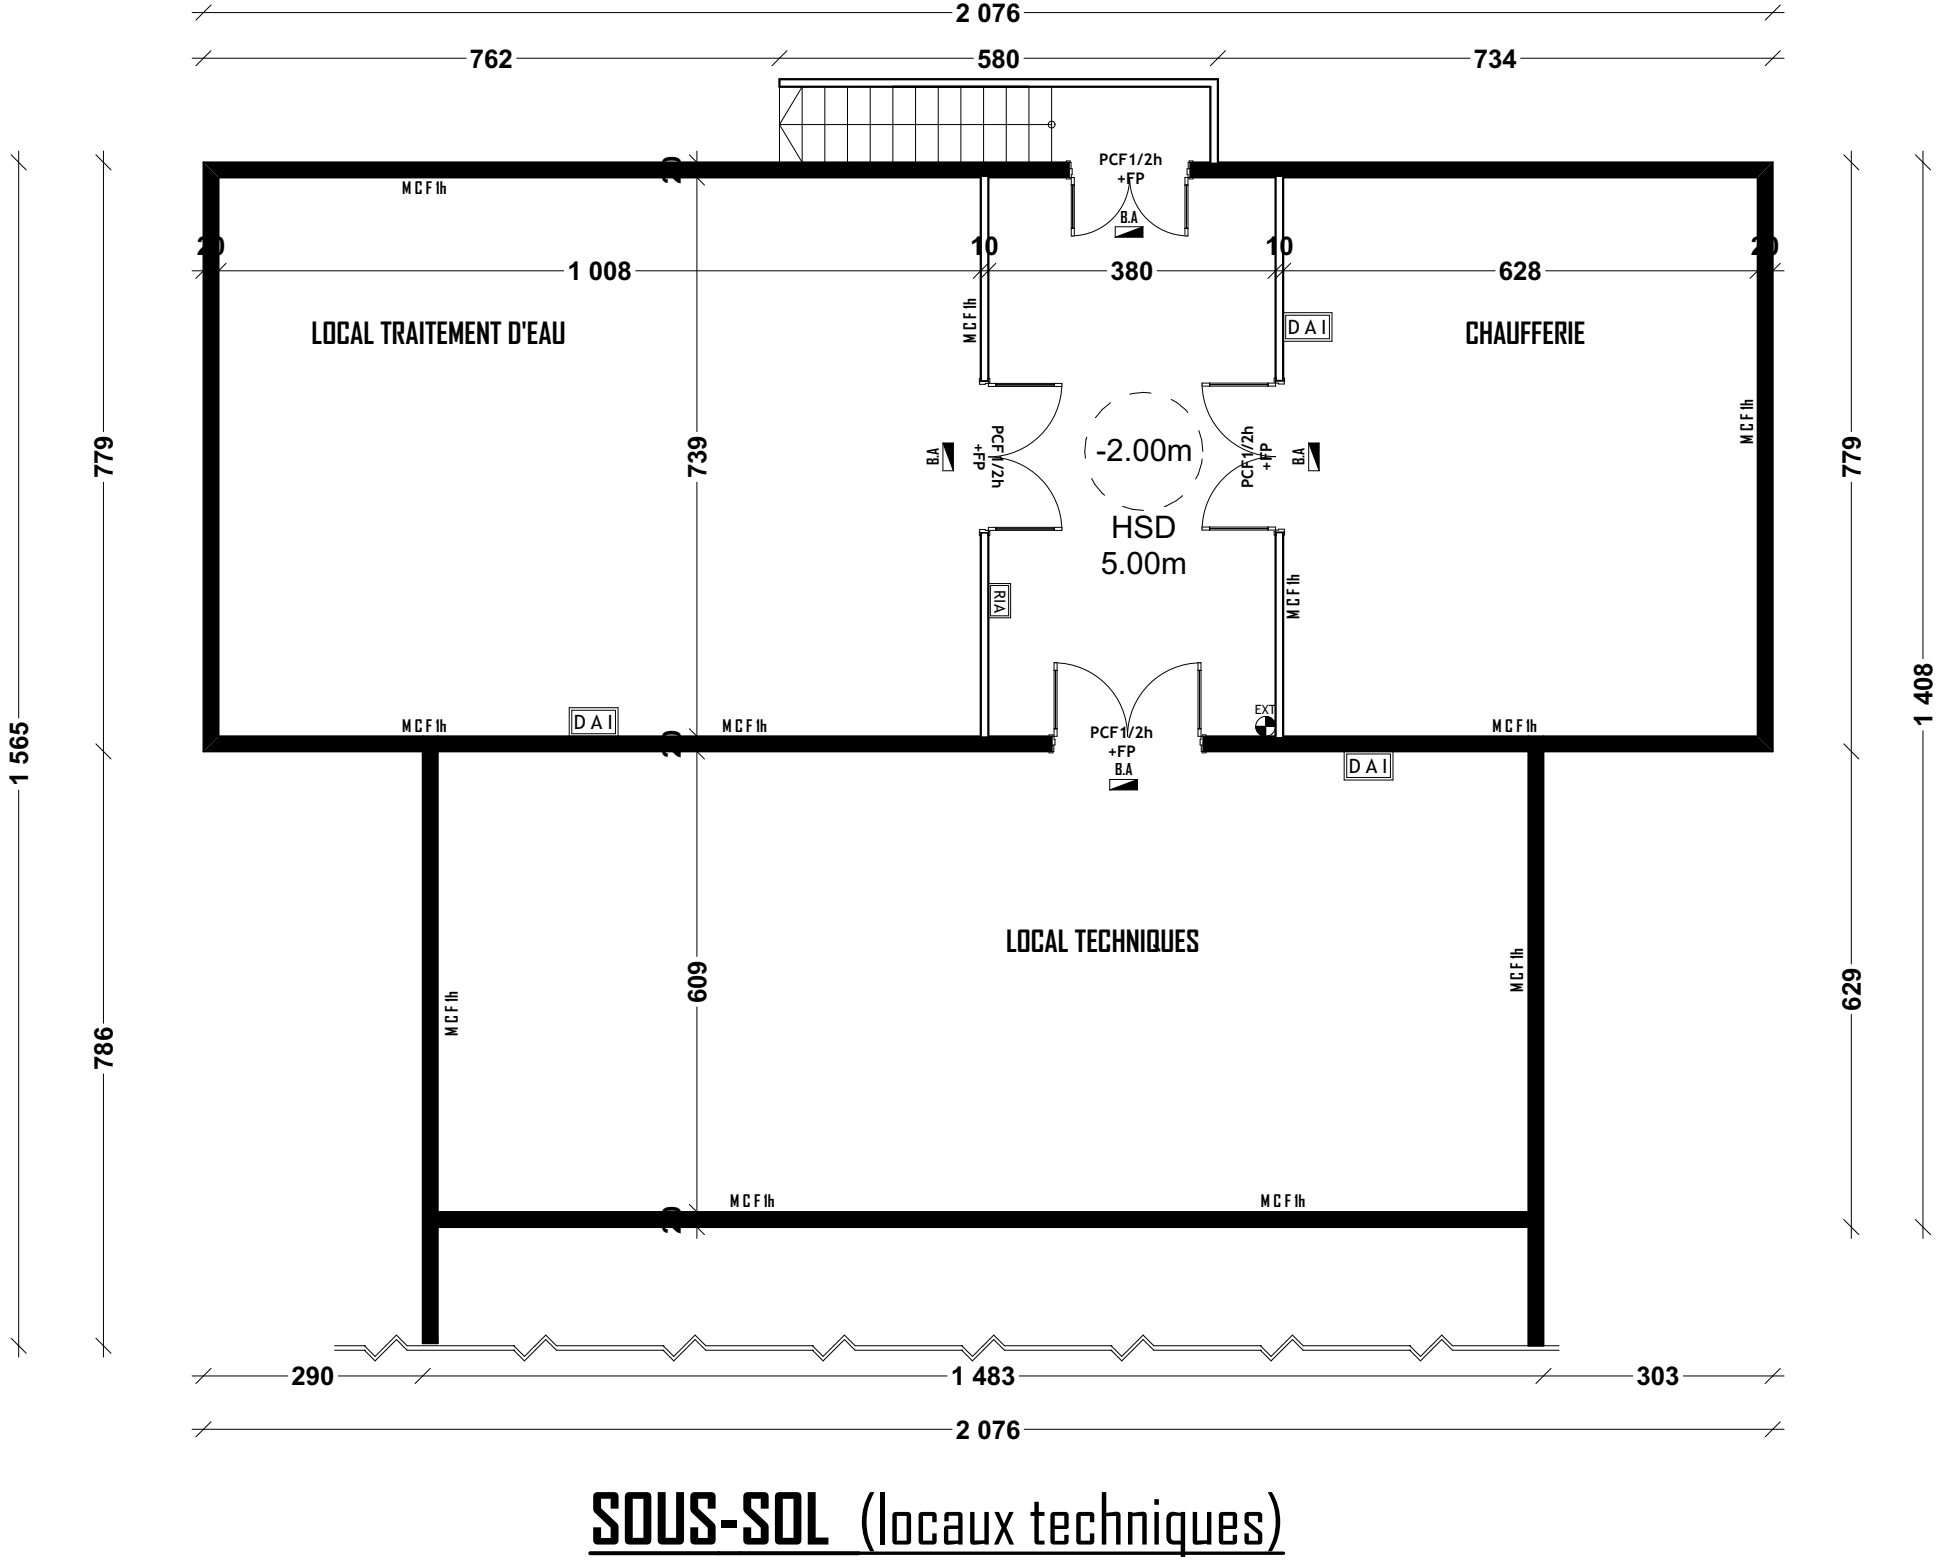 2 076
762
580
734
PCF1/2h
+FP
B.A
20
MCF1h
20
10
10
20
1 008
380
628
MCF1h
DAI
LOCAL TRAITEMENT D'EAU
CHAUFFERIE
MCF1h
779
739
B.A
PCF1/2h
+FP
-2.00m
PCF1/2h
+FP
B.A
779
HSD
5.00m
RIA
MCF1h
1 408
EXT
MCF1h
DAI
MCF1h
MCF1h
20
PCF1/2h
+FP
B.A
DAI
1 565
LOCAL TECHNIQUES
609
MCF1h
629
MCF1h
786
MCF1h
MCF1h
20
290
1 483
303
2 076
SOUS-SOL (locaux techniques)